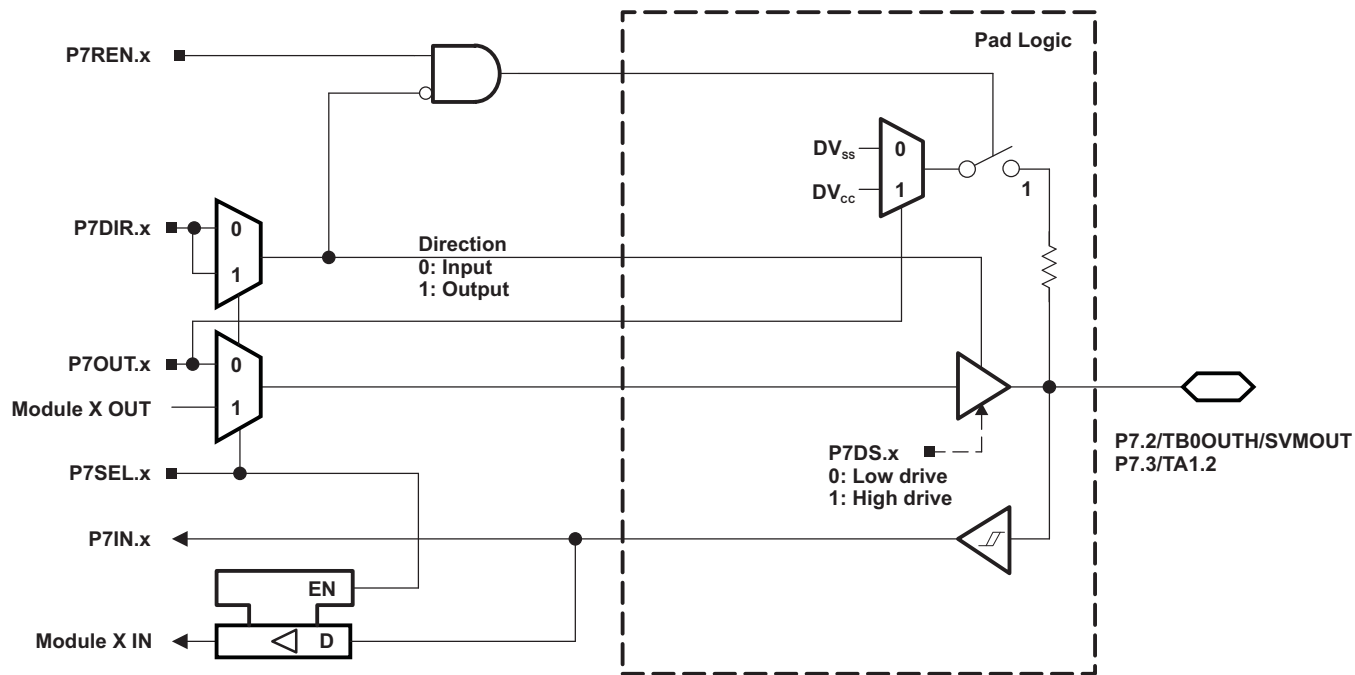 Pad Logic
P7REN.x
DVSS
0
DVCC
1
1
P7DIR.x
0
1
Direction
0: Input
1: Output
P7OUT.x
0
Module X OUT
1
P7SEL.x
P7DS.x
0: Low drive
1: High drive
P7.2/TB0OUTH/SVMOUT
P7.3/TA1.2
P7IN.x
EN
Module X IN
D